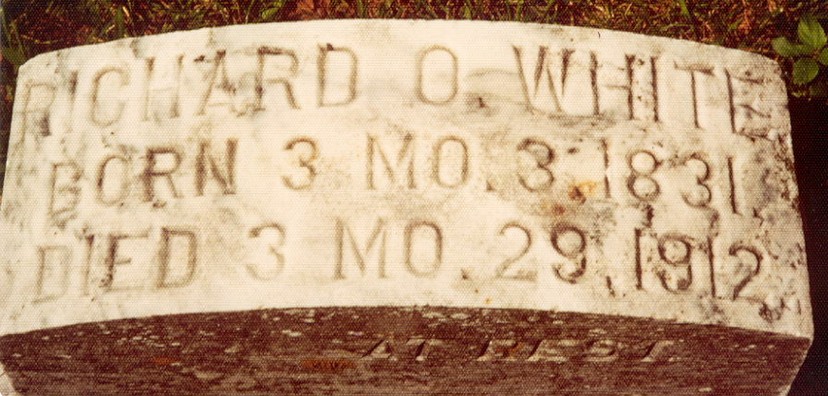 RICHARD O. WHITE
BORN 3 MO. 3, 1831.
DIED 3 MO. 29, 1912.
AT REST.